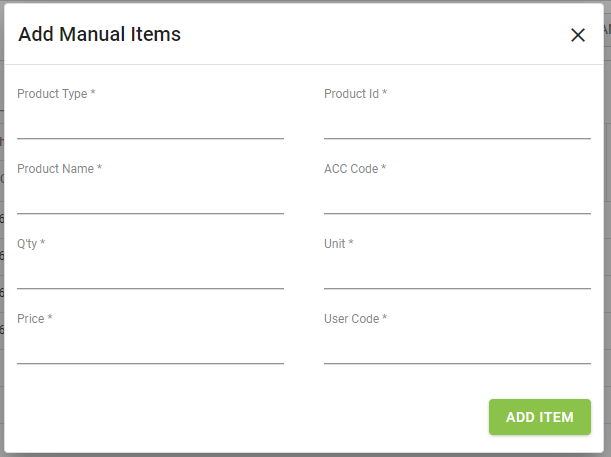 Add Manual Items
Product Type *
Product Id *
Product Name *
ACC Code *
Q'ty *
Unit *
Price *
User Code *
ADD ITEM